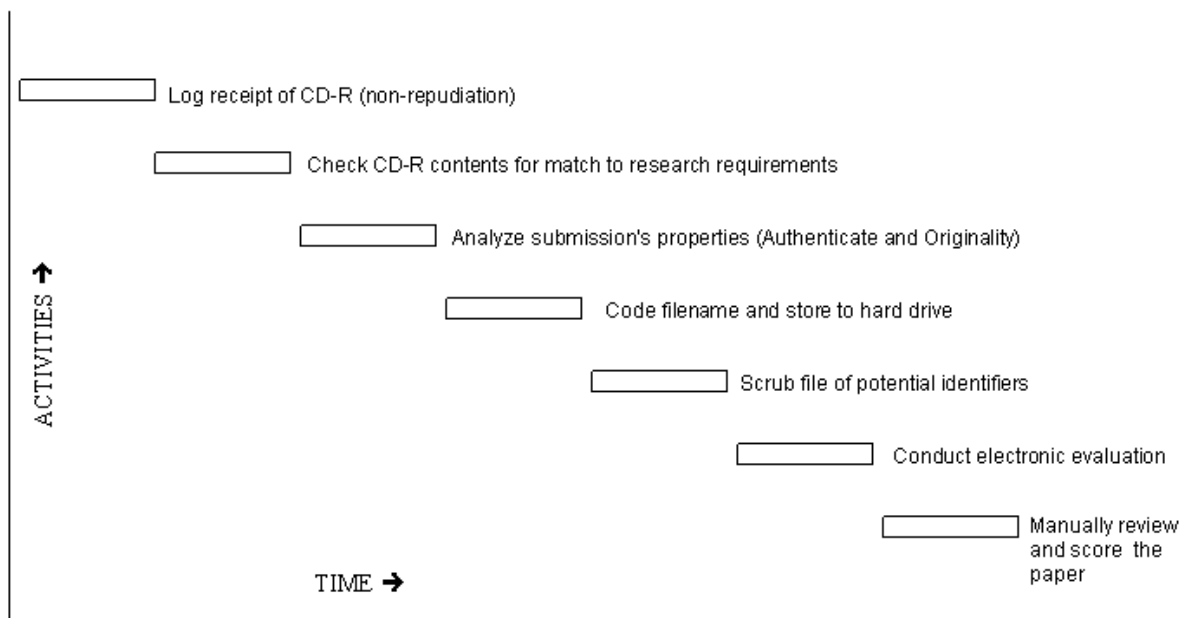 Log receipt of CD-R (non-repudiation)
Check CD-R contents for match to research requirements
Analyze submission's properties (Authenticate and Originality)
ACTIVITIES →
Code filename and store to hard drive
Scrub file of potential identifiers
Conduct electronic evaluation
Manually review
and score the
paper
TIME →